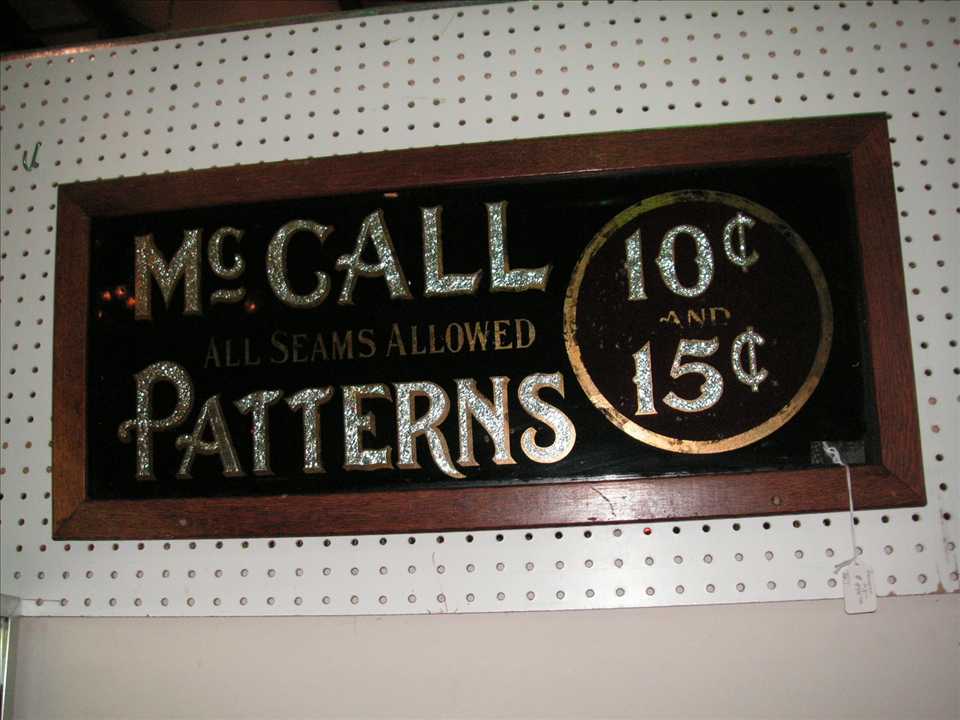 McCALL
ALL SEAMS ALLOWED
PATTERNS
10¢
AND
15¢